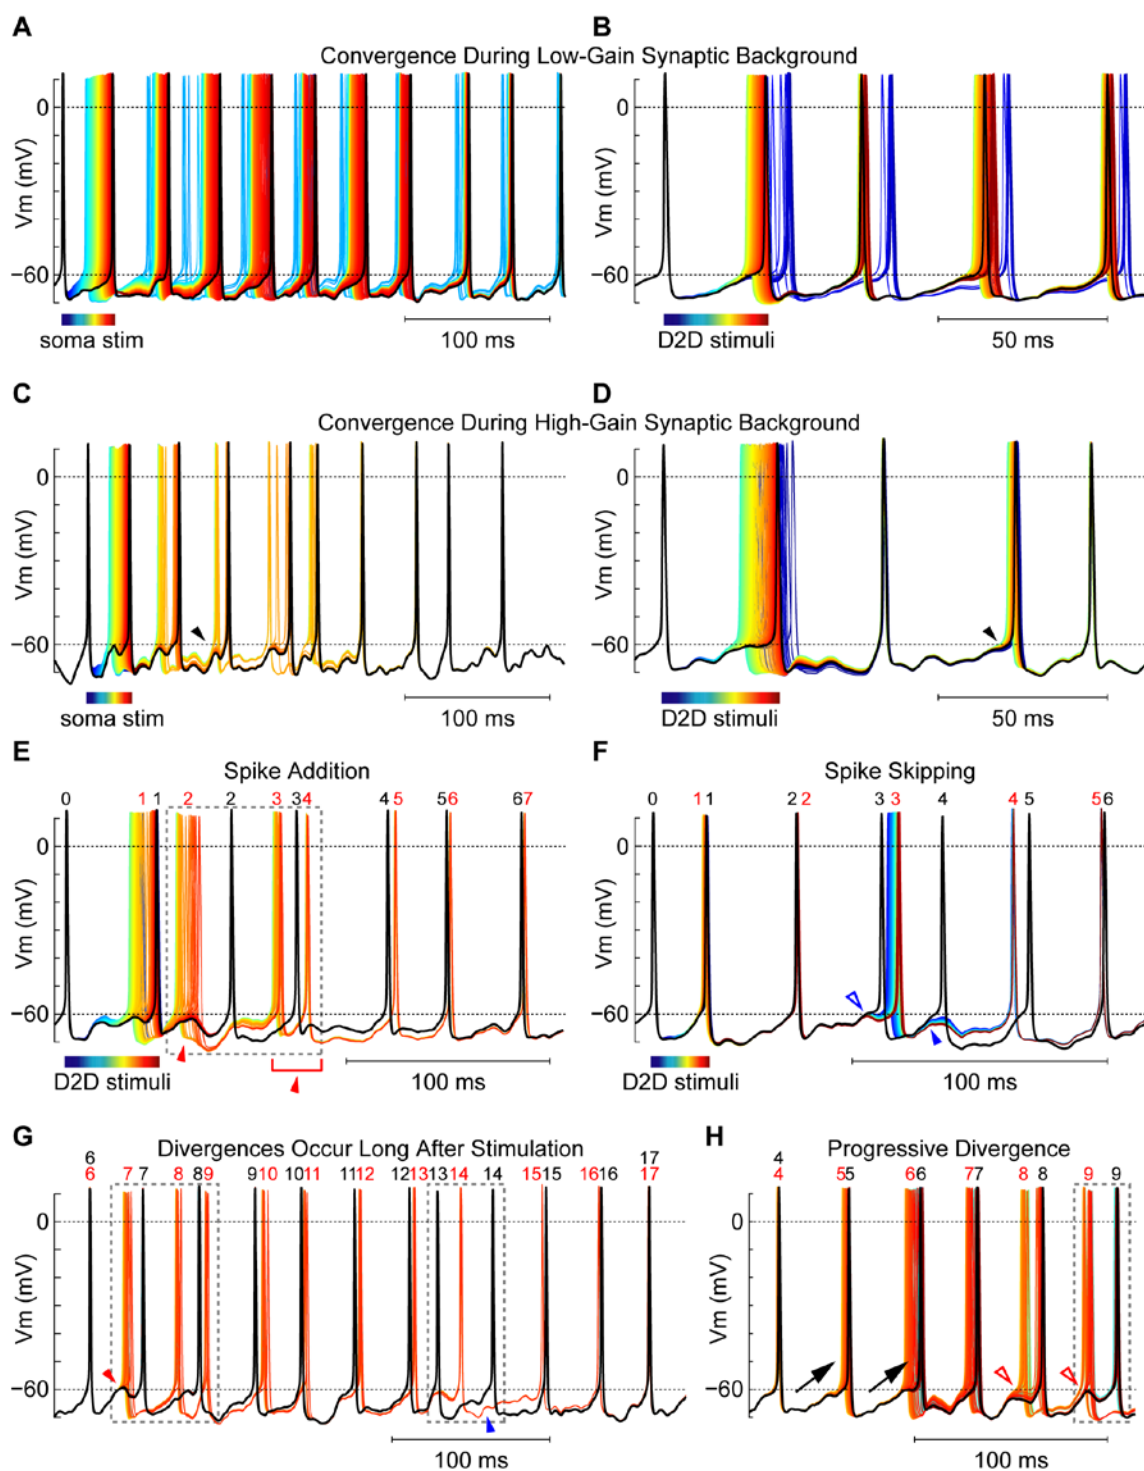 A B
Convergence During Low-Gain Synaptic Background
0 0
Vm (mV) Vm (mV)
−60 −60
soma stim 100 ms D2D stimuli 50 ms
C D
Convergence During High-Gain Synaptic Background
0 0
Vm (mV) Vm (mV)
−60 −60
soma stim 100 ms D2D stimuli 50 ms
E F
Spike Addition Spike Skipping
0 1 1 2 2 3 3 4 4 5 5 6 6 7 0 1 1 2 2 3 3 4 4 5 5 6
0 0
Vm (mV) Vm (mV)
−60 −60
D2D stimuli 100 ms D2D stimuli 100 ms
G H
Divergences Occur Long After Stimulation Progressive Divergence
6 17 4
6 7 7 8 8 9 9 10 10 11 11 12 12 13 13 14 14 15 15 16 16 17 4 5 5 6 6 7 7 8 8 9 9
0 0
Vm (mV) Vm (mV)
−60 −60
100 ms 100 ms